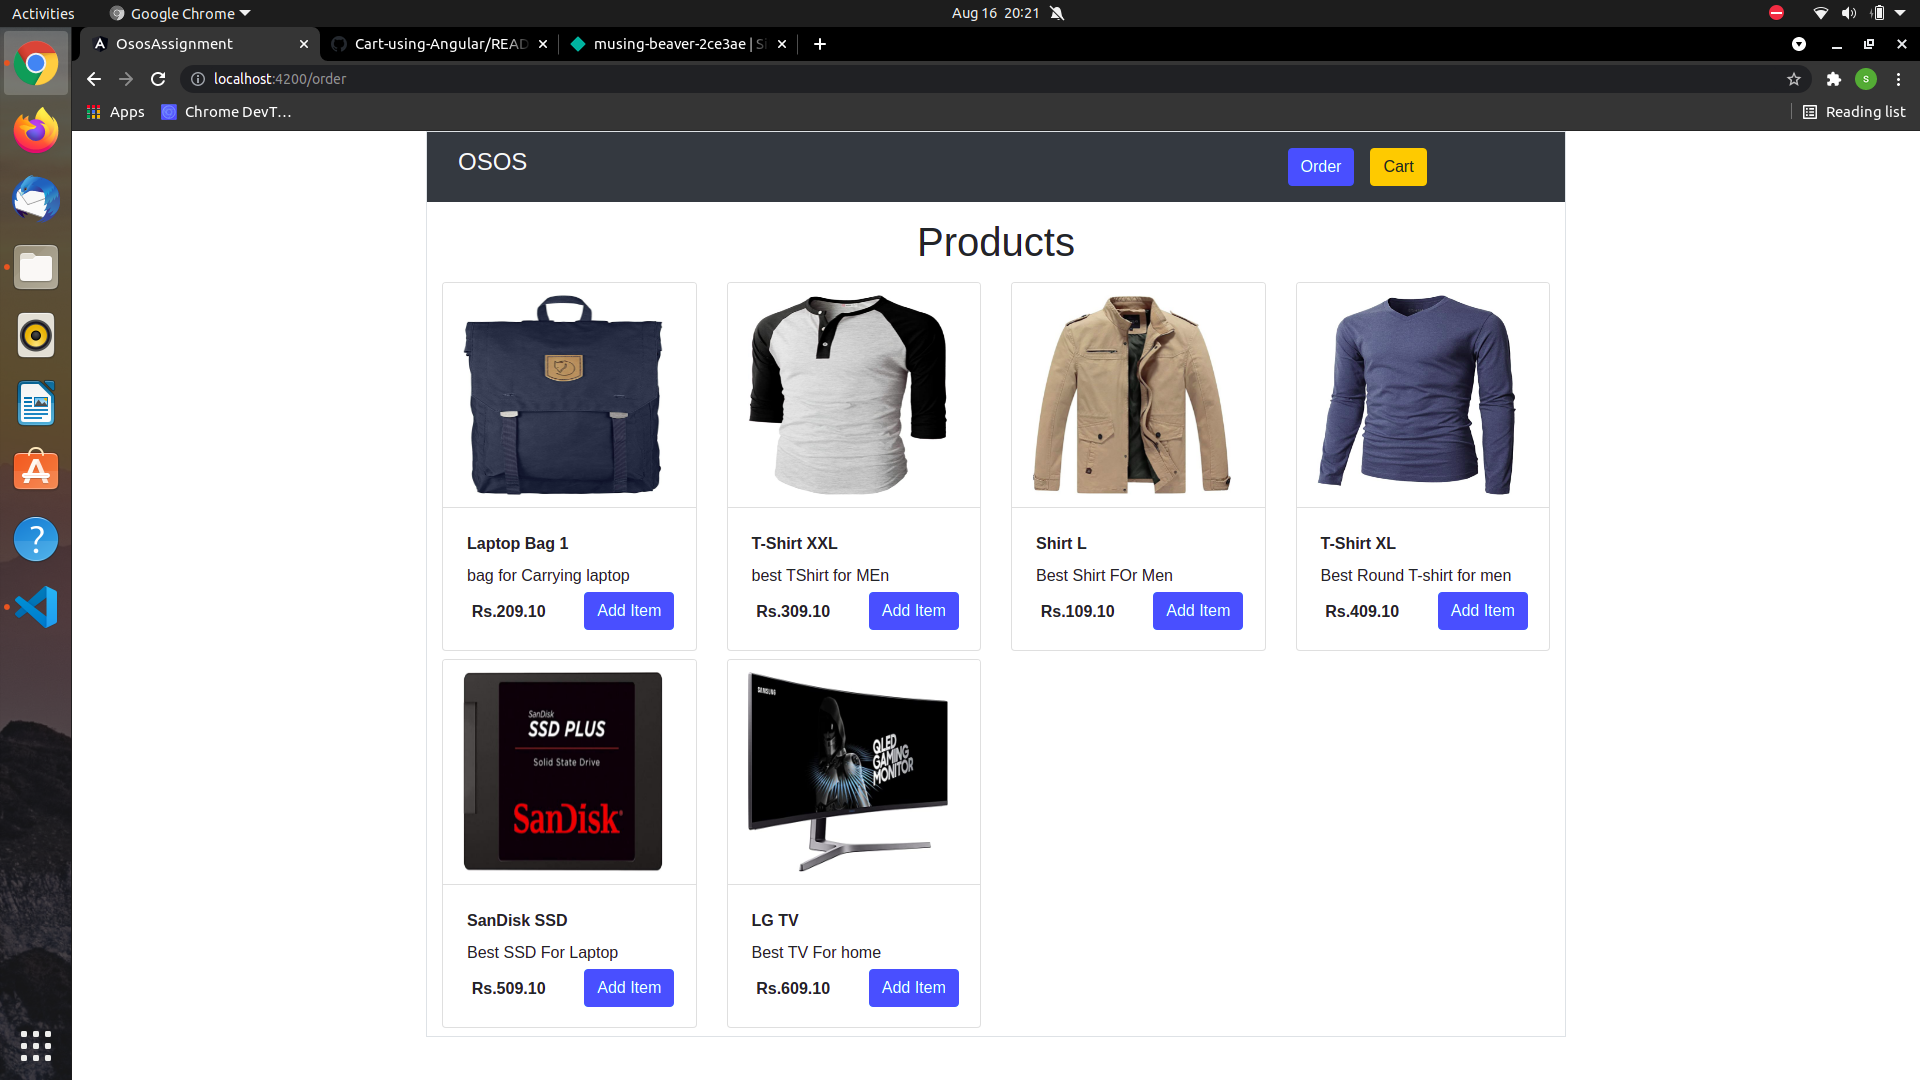 Activities
Google Chrome
Aug 16 20:21
OsosAssignment
Cart-using-Angular/READ
musing-beaver-2ce3ae | Si
localhost:4200/order
S
Apps
Chrome DevT...
Reading list
OSOS
Order
Cart
Products
Laptop Bag 1
bag for Carrying laptop
Rs.209.10
Add Item
T-Shirt XXL
best TShirt for MEn
Rs.309.10
Add Item
Shirt L
Best Shirt FOr Men
Rs.109.10
Add Item
T-Shirt XL
Best Round T-shirt for men
Rs.409.10
Add Item
SanDisk
SSD PLUS
Solid State Drive
SanDisk
SanDisk SSD
Best SSD For Laptop
Rs.509.10
Add Item
SAMSUNG
QLED
GAMING
MONITOR
LG TV
Best TV For home
Rs.609.10
Add Item